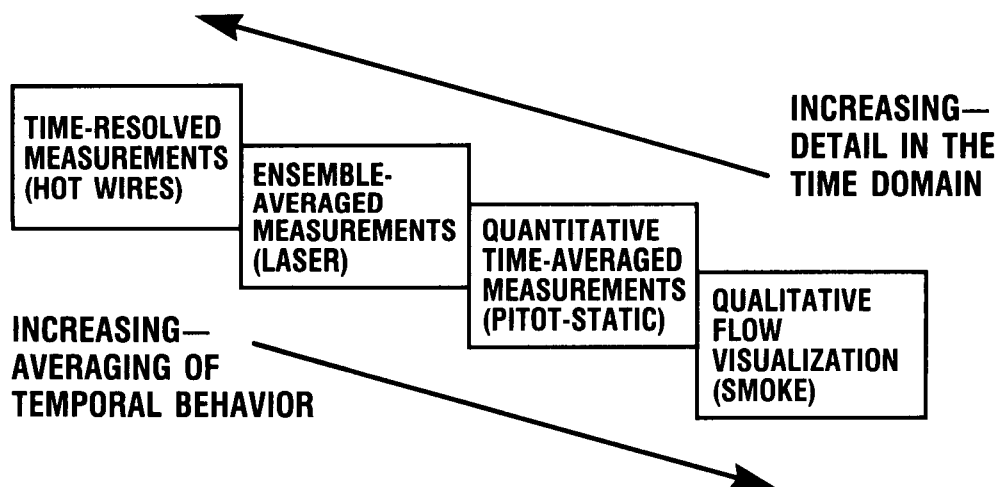 TIME-RESOLVED
MEASUREMENTS
(HOT WIRES)
ENSEMBLE-
AVERAGED
MEASUREMENTS
(LASER)
QUANTITATIVE
TIME-AVERAGED
MEASUREMENTS
(PITOT-STATIC)
QUALITATIVE
FLOW
VISUALIZATION
(SMOKE)
INCREASING—
DETAIL IN THE
TIME DOMAIN
INCREASING—
AVERAGING OF
TEMPORAL BEHAVIOR